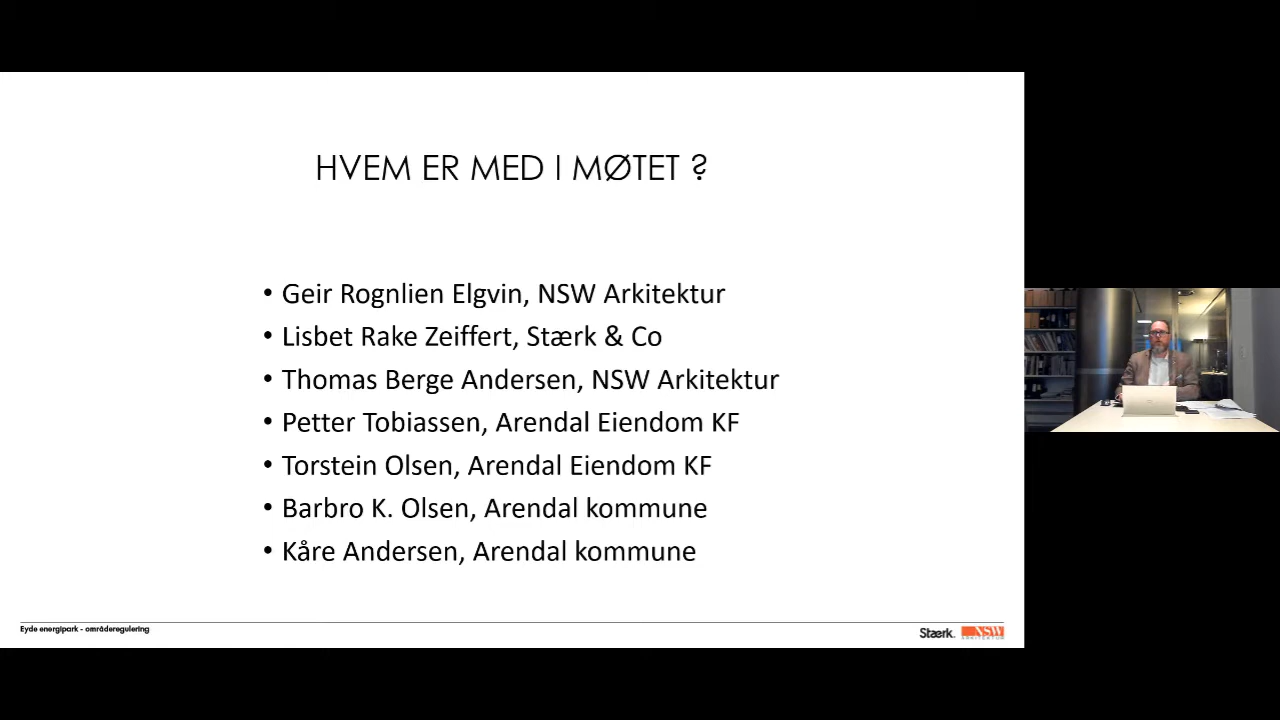 HVEM ER MED I MØTET ?
• Geir Rognlien Elgvin, NSW Arkitektur
• Lisbet Rake Zeiffert, Stærk & Co
• Thomas Berge Andersen, NSW Arkitektur
• Petter Tobiassen, Arendal Eiendom KF
• Torstein Olsen, Arendal Eiendom KF
• Barbro K. Olsen, Arendal kommune
• Kåre Andersen, Arendal kommune
Eyde energipark - områderegulering
Stærk.
NSW
ARKITEKTUR